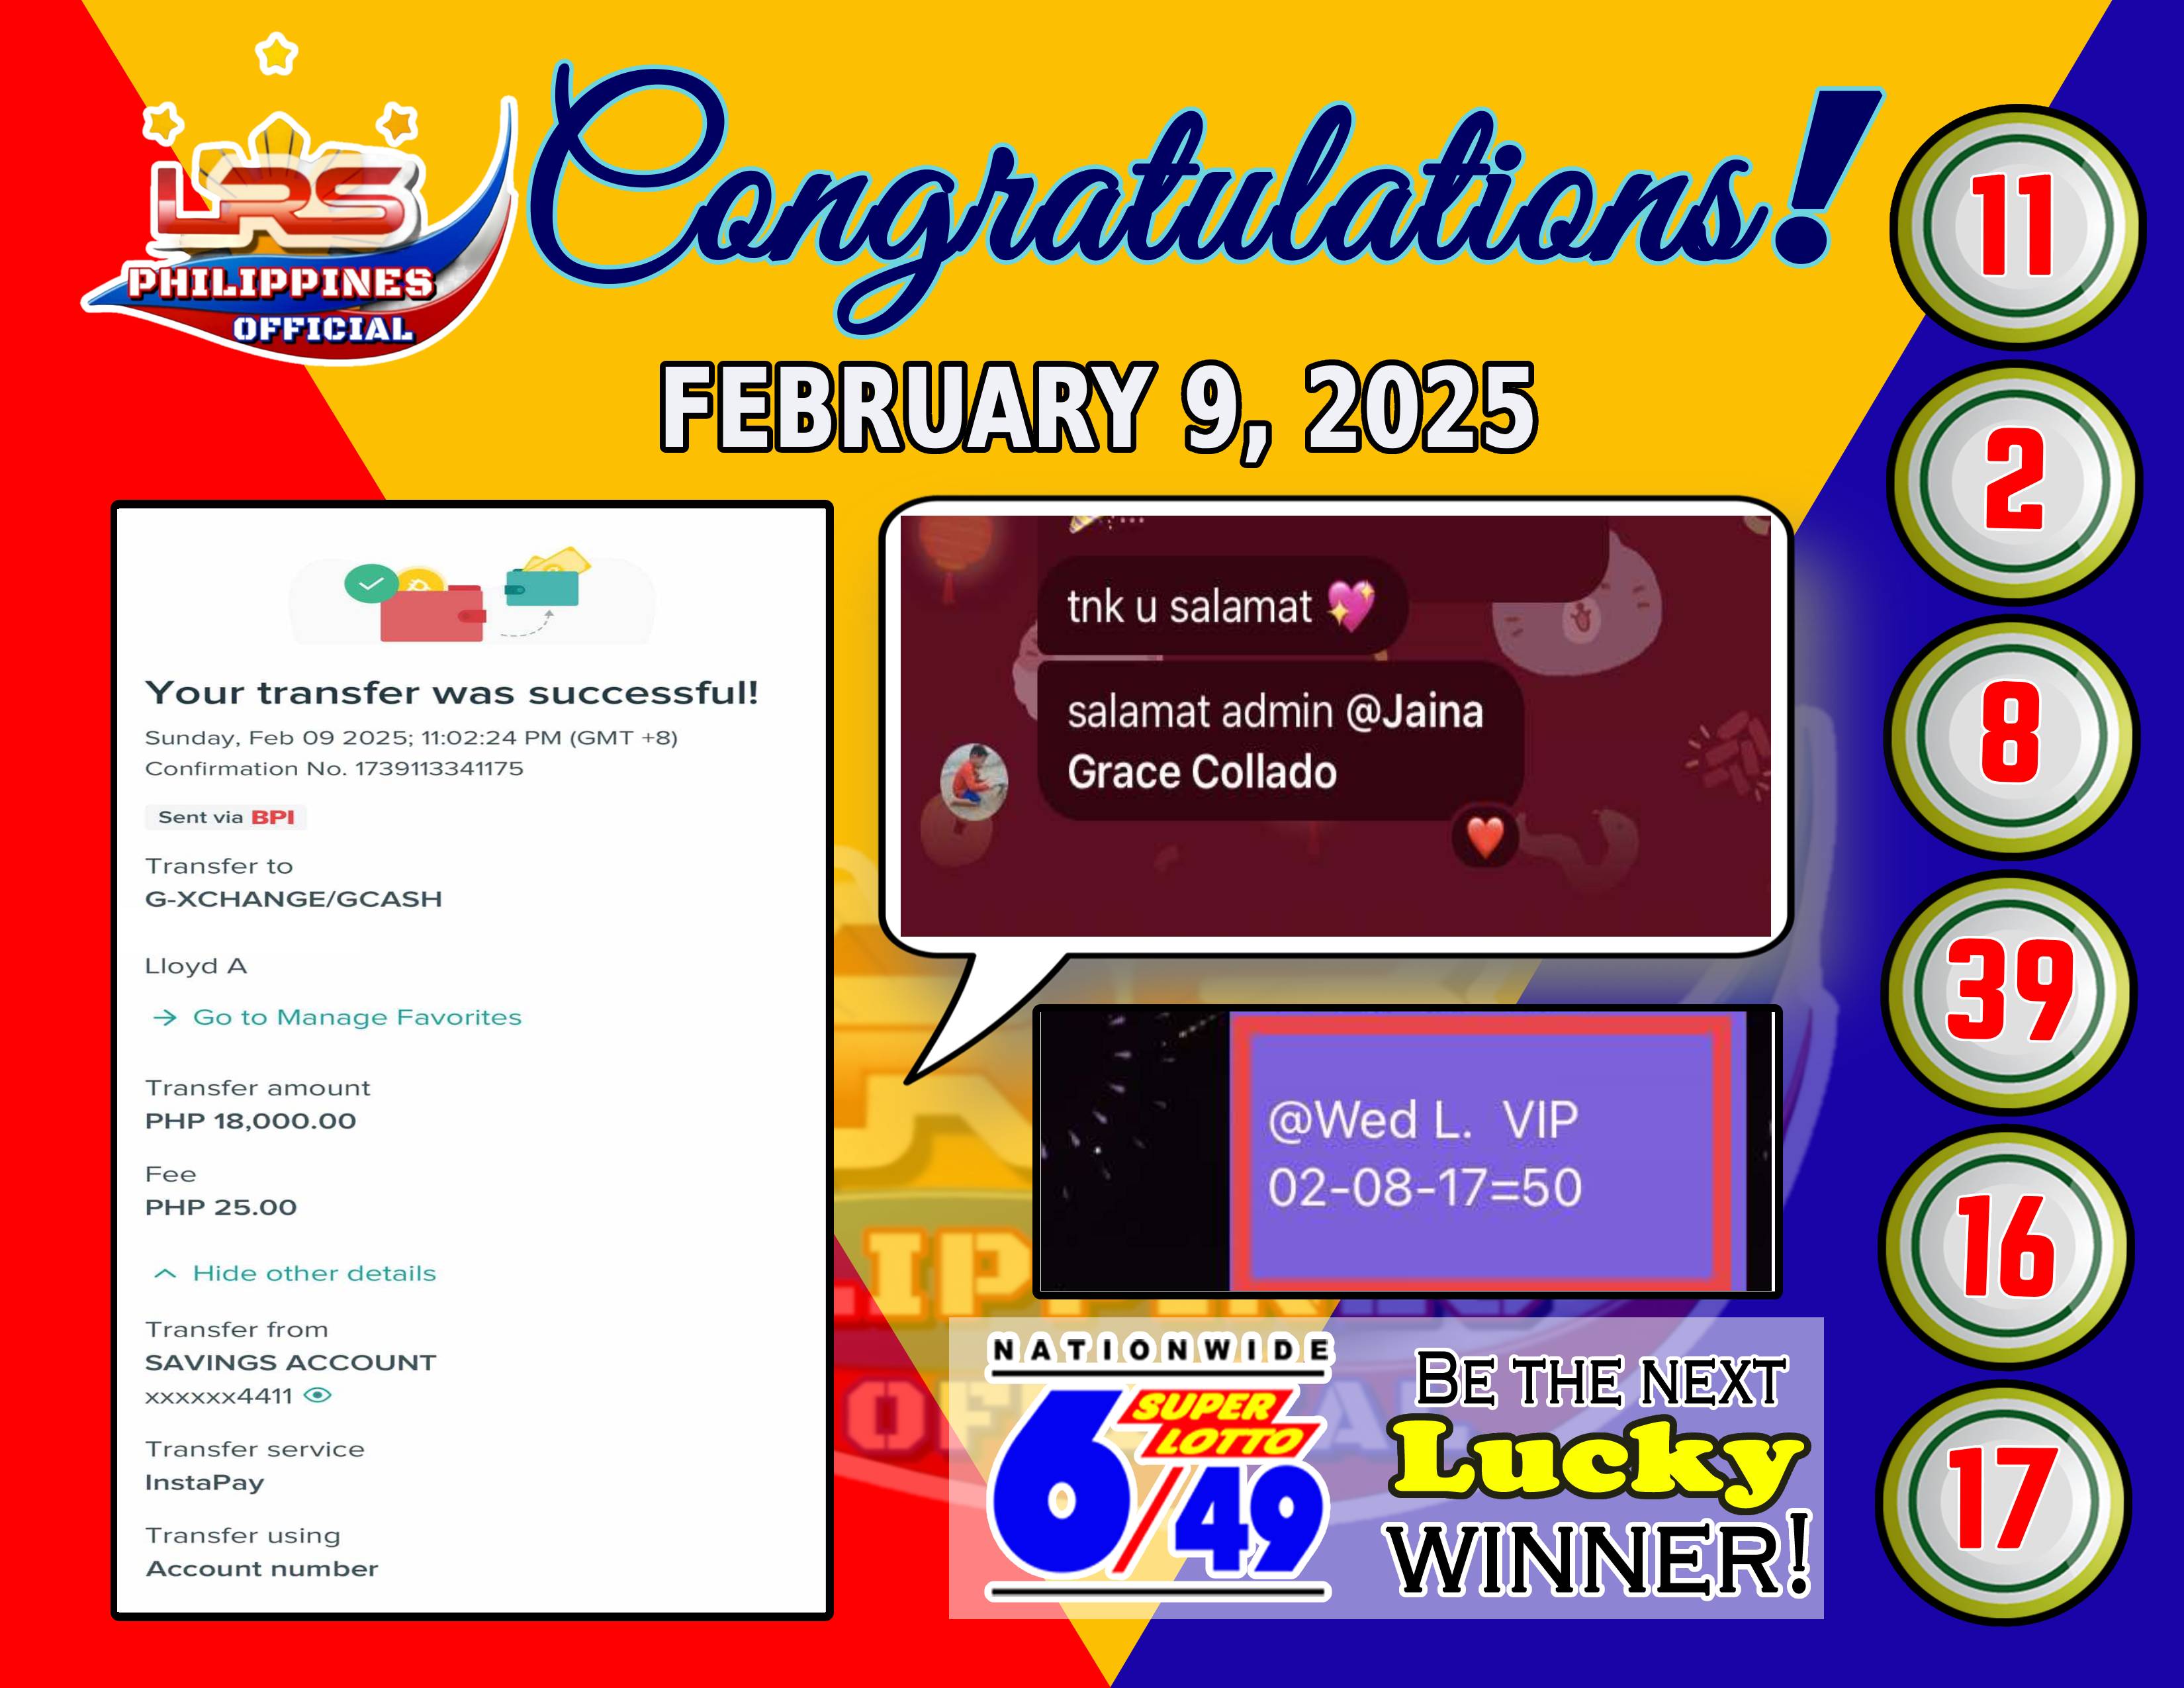 LRS
PHILIPPINES
OFFICIAL
Congratulations!
FEBRUARY 9, 2025
Your transfer was successful!
Sunday, Feb 09 2025; 11:02:24 PM (GMT +8)
Confirmation No. 1739113341175
Sent via BPI
Transfer to
G-XCHANGE/GCASH
Lloyd A
→ Go to Manage Favorites
Transfer amount
PHP 18,000.00
Fee
PHP 25.00
Hide other details
Transfer from
SAVINGS ACCOUNT
xxxxxx4411
Transfer service
InstaPay
Transfer using
Account number
tnk u salamat 💖
salamat admin @Jaina
Grace Collado
@Wed L. VIP
02-08-17=50
NATIONWIDE
SUPER
LOTTO
6/49
BE THE NEXT
Lucky
WINNER!
11
2
8
39
16
17